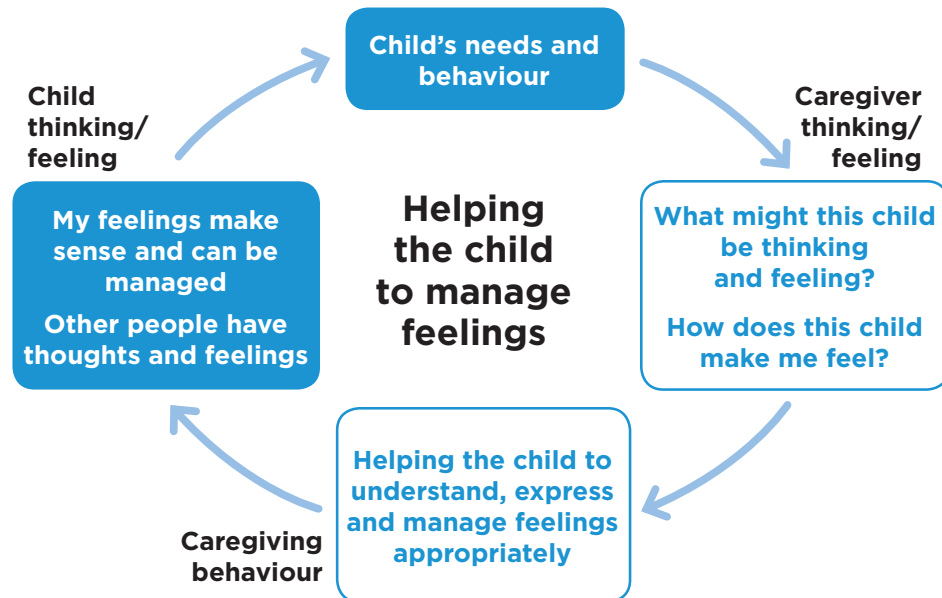 Child's needs and
behaviour
Caregiver
thinking/
feeling
What might this child
be thinking
and feeling?
How does this child
make me feel?
Helping the child to
understand, express
and manage feelings
appropriately
Caregiving
behaviour
Child
thinking/
feeling
My feelings make
sense and can be
managed
Other people have
thoughts and feelings
Helping
the child
to manage
feelings